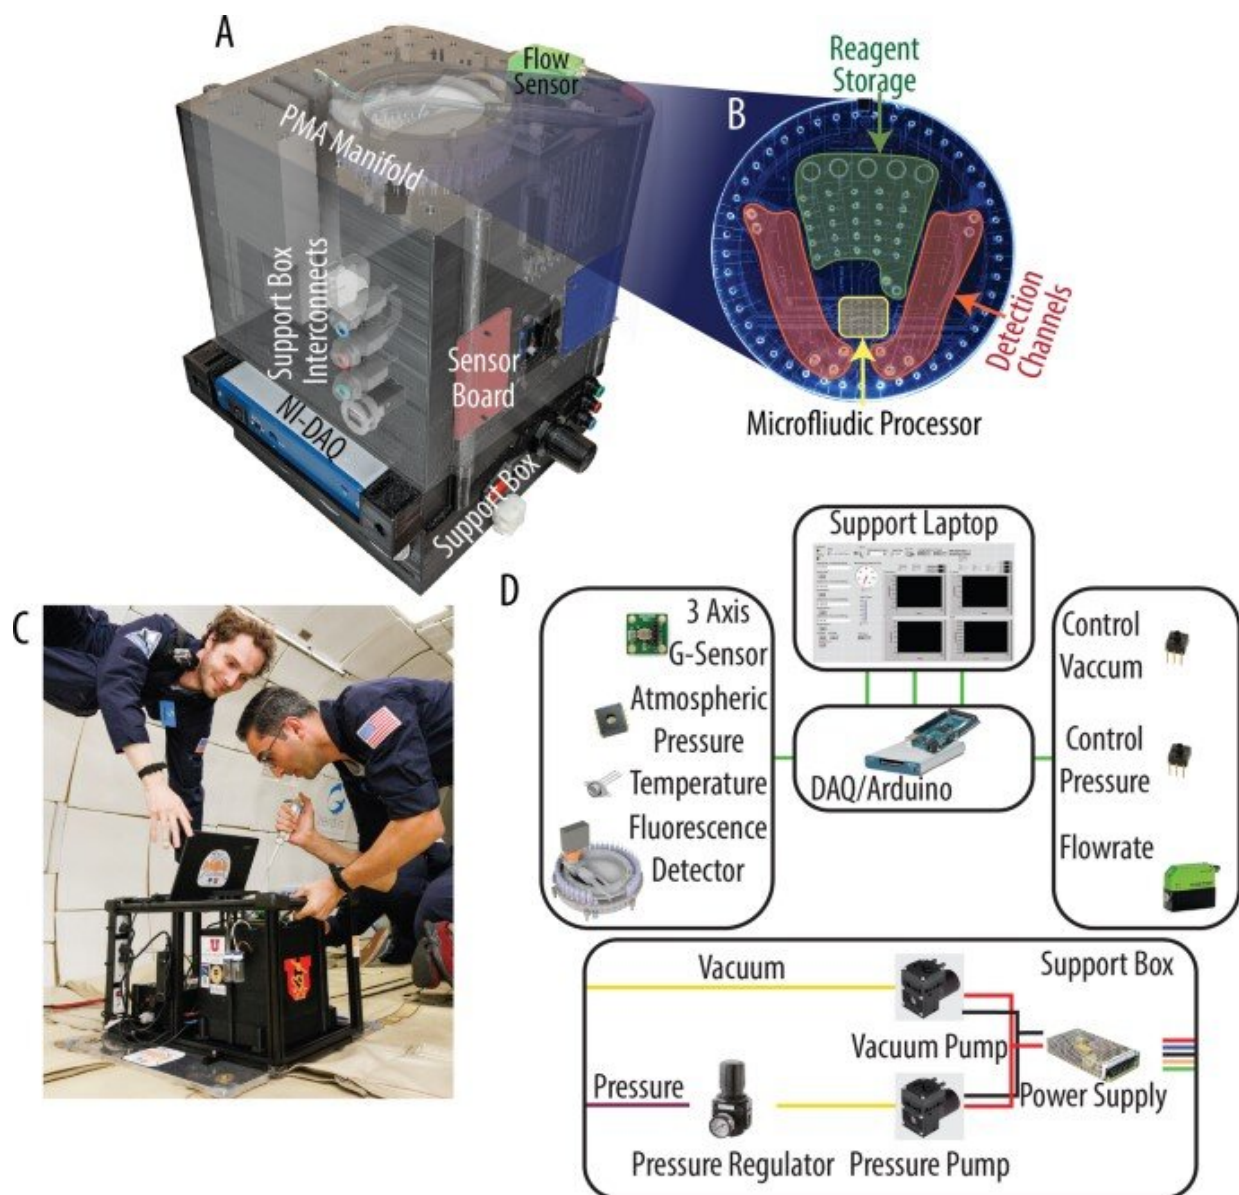 A
Flow
Sensor
PMA Manifold
Support Box
Interconnects
Sensor
Board
NI-DAQ
Support Box
Reagent
Storage
B
Detection
Channels
Microfliudic Processor
C
D
Support Laptop
3 Axis
G-Sensor
Atmospheric
Pressure
Temperature
Fluorescence
Detector
DAQ/Arduino
Control
Vaccum
Control
Pressure
Flowrate
Vacuum
Support Box
Vacuum Pump
Pressure
Power Supply
Pressure Regulator
Pressure Pump